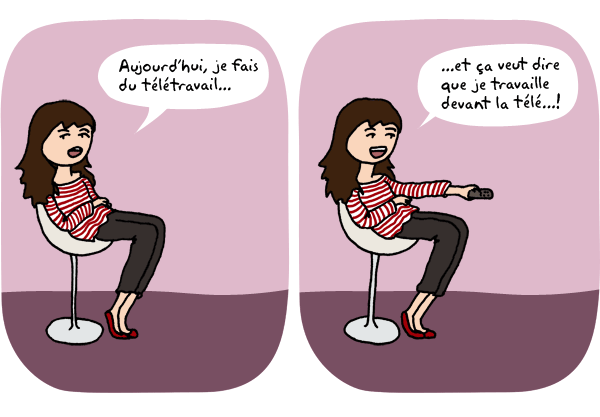 Aujourd'hui, je fais
du télétravail...
...et ça veut dire
que je travaille
devant la télé...!